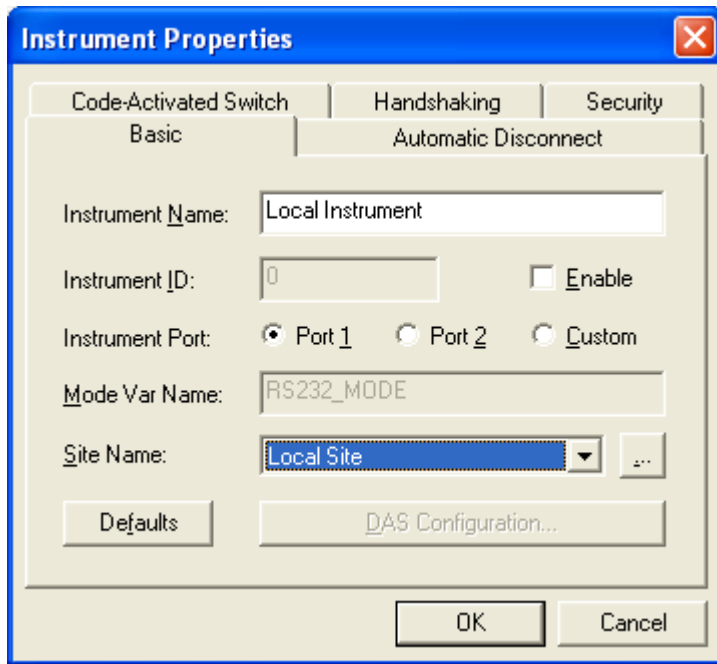 Instrument Properties
Code-Activated Switch Handshaking Security
Basic Automatic Disconnect
Instrument Name: Local Instrument
Instrument ID: 0 Enable
Instrument Port: Port 1 Port 2 Custom
Mode Var Name: RS232_MODE
Site Name: Local Site ...
Defaults DAS Configuration...
OK Cancel